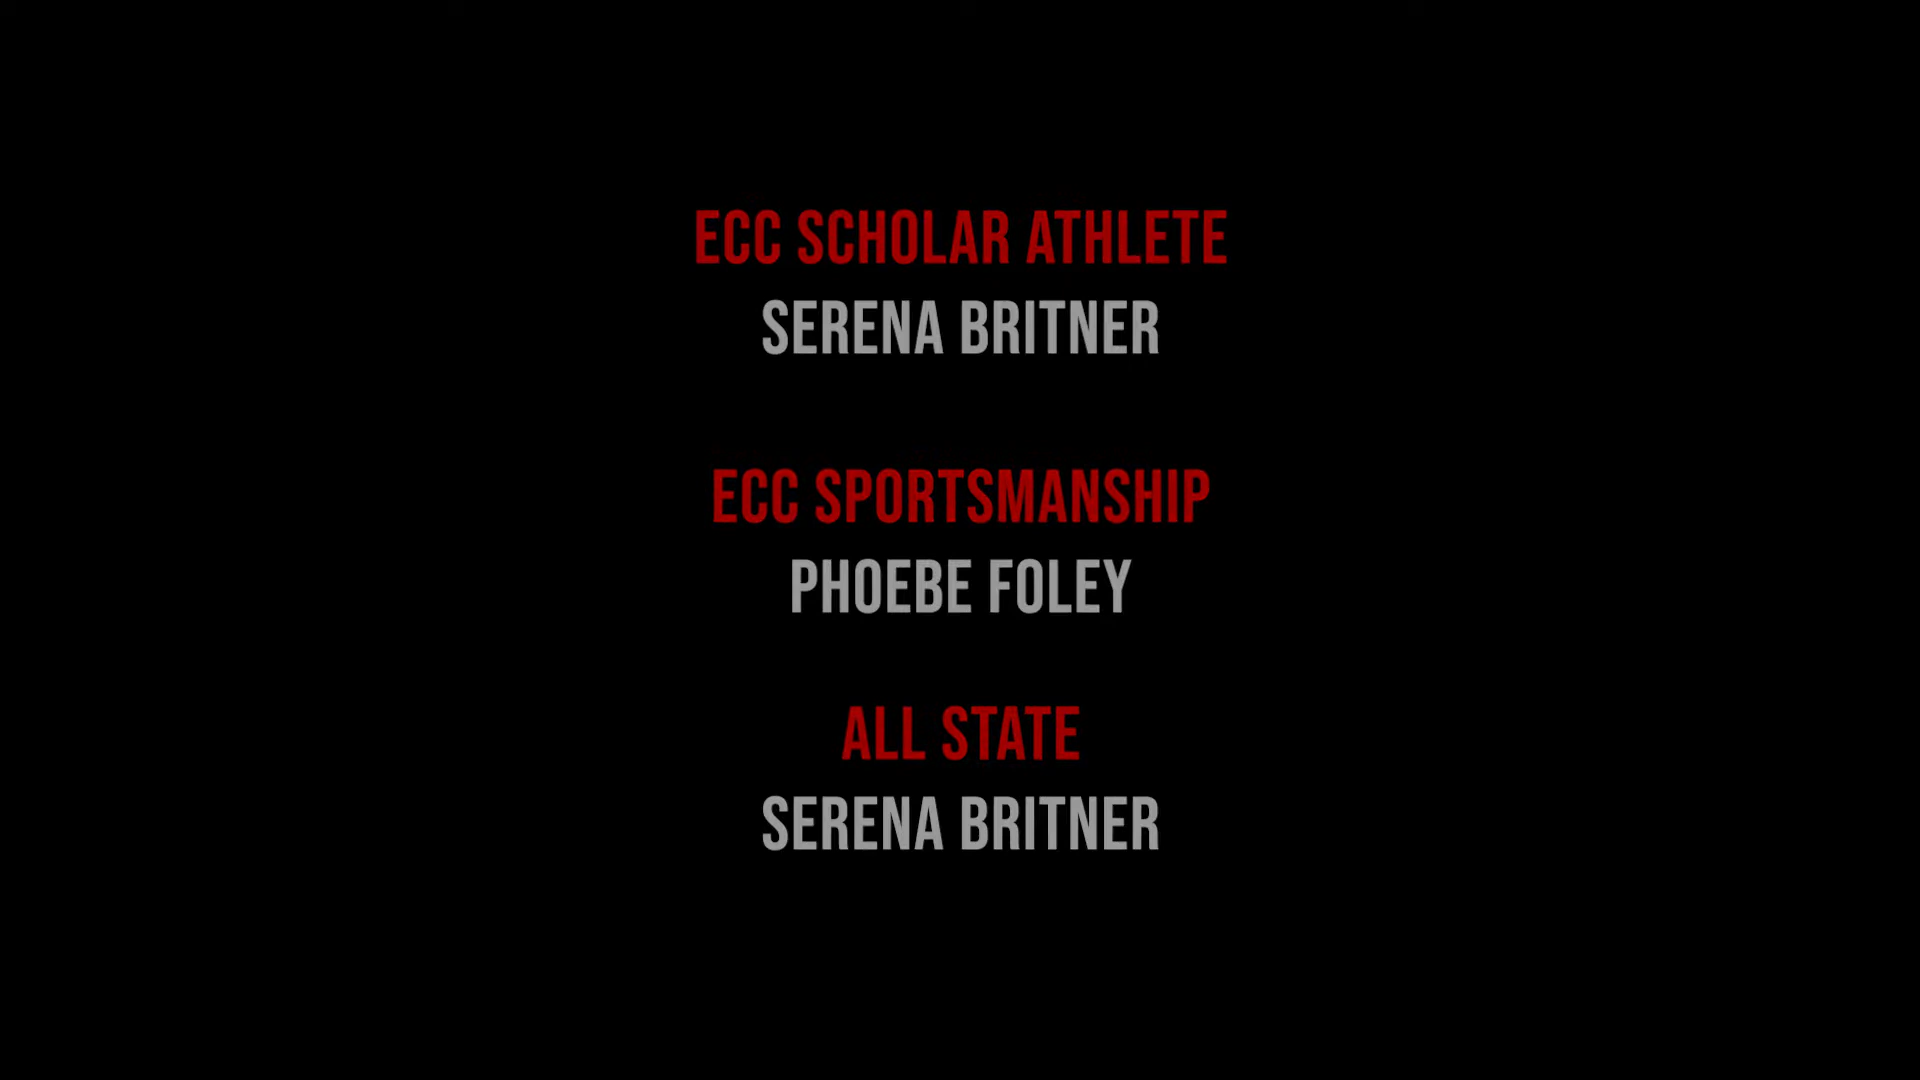 ECC SCHOLAR ATHLETE
SERENA BRITNER
ECC SPORTSMANSHIP
PHOEBE FOLEY
ALL STATE
SERENA BRITNER